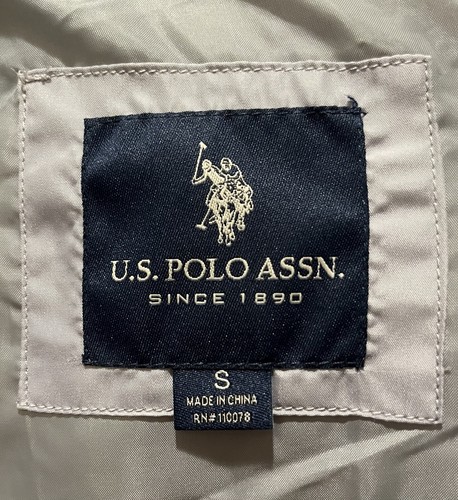 U.S. POLO ASSN.
SINCE 1890
S
MADE IN CHINA
RN# 110078